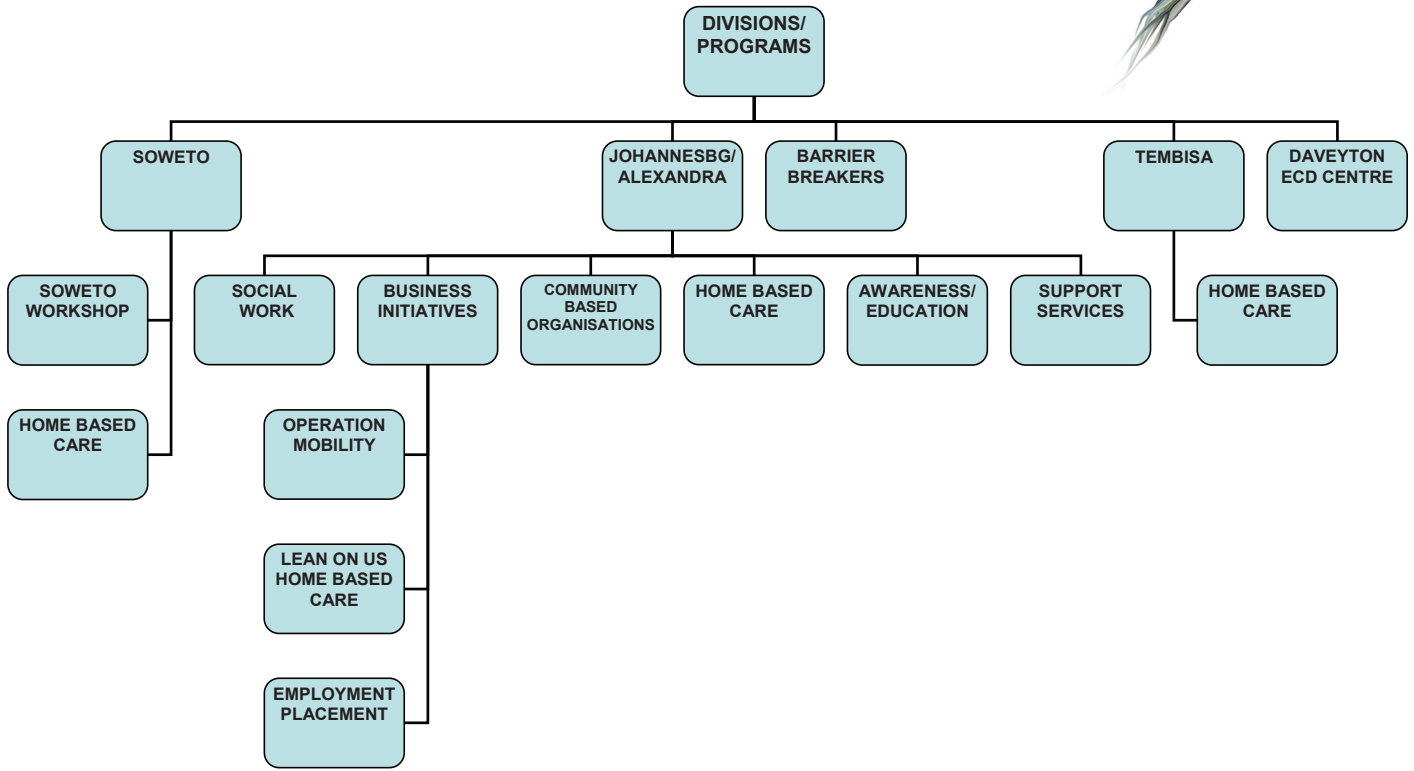 DIVISIONS/
PROGRAMS
SOWETO
JOHANNESBG/
ALEXANDRA
BARRIER
BREAKERS
TEMBISA
DAVEYTON
ECD CENTRE
SOWETO
WORKSHOP
SOCIAL
WORK
BUSINESS
INITIATIVES
COMMUNITY
BASED
ORGANISATIONS
HOME BASED
CARE
AWARENESS/
EDUCATION
SUPPORT
SERVICES
HOME BASED
CARE
HOME BASED
CARE
OPERATION
MOBILITY
LEAN ON US
HOME BASED
CARE
EMPLOYMENT
PLACEMENT